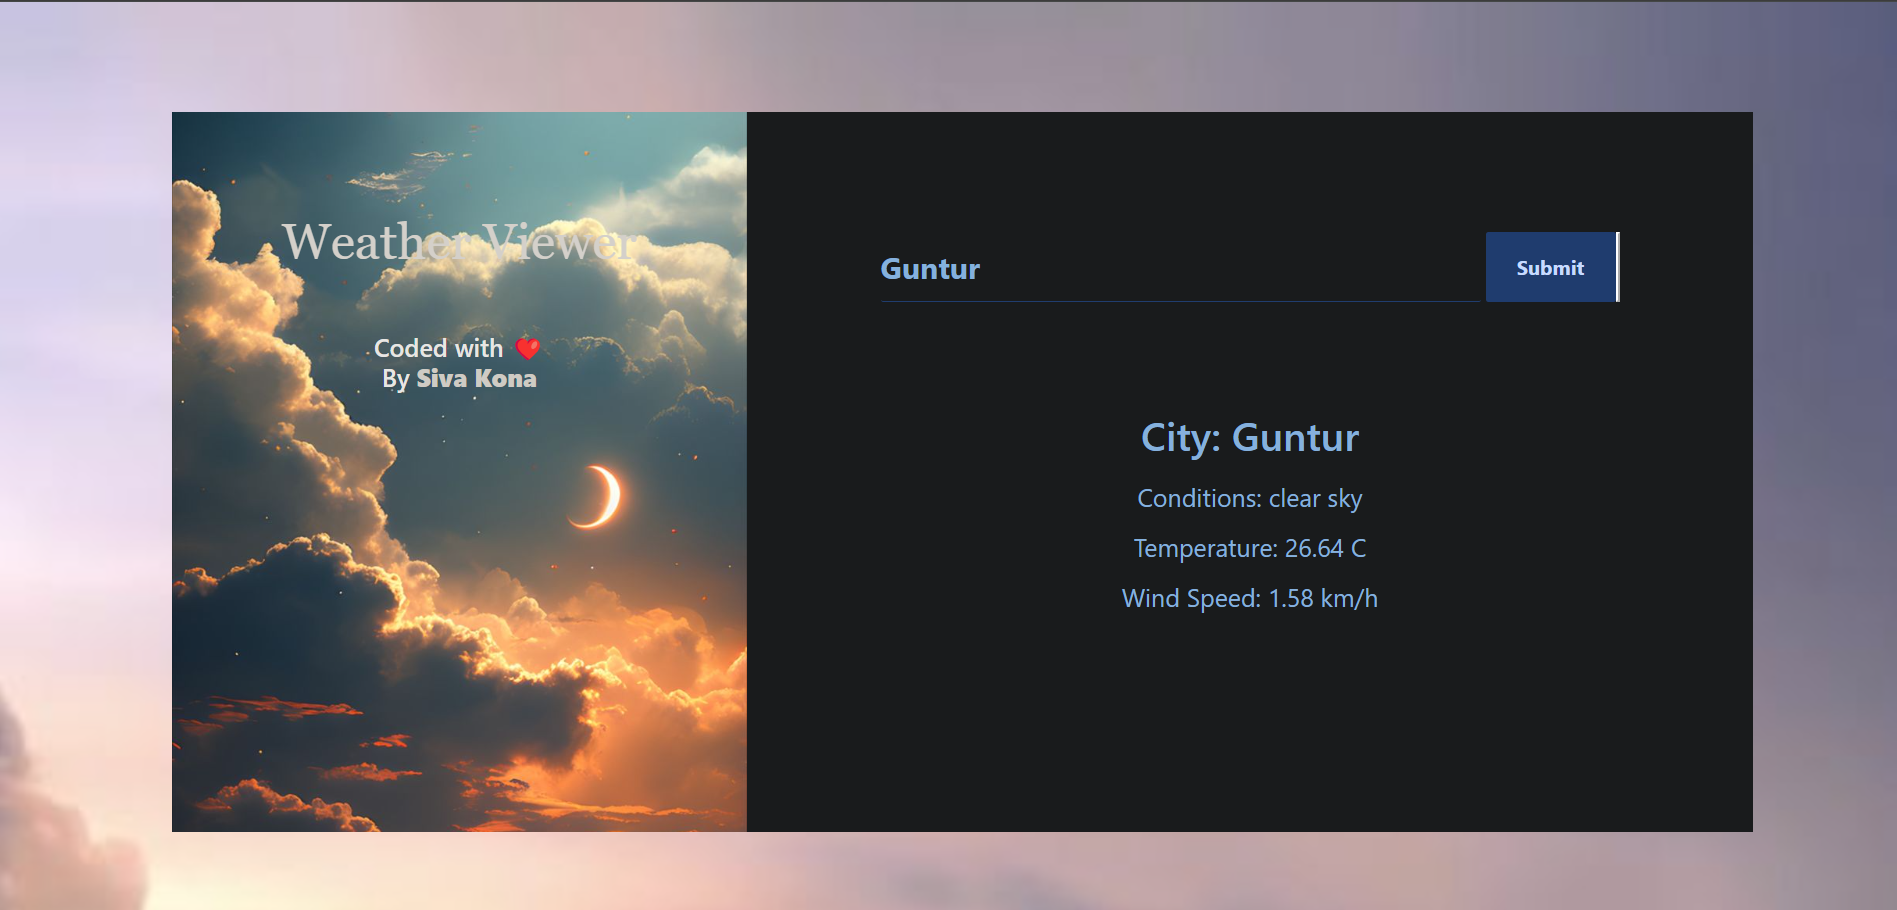 Weather Viewer
Coded with ❤️
By Siva Kona
Guntur
Submit
City: Guntur
Conditions: clear sky
Temperature: 26.64 C
Wind Speed: 1.58 km/h